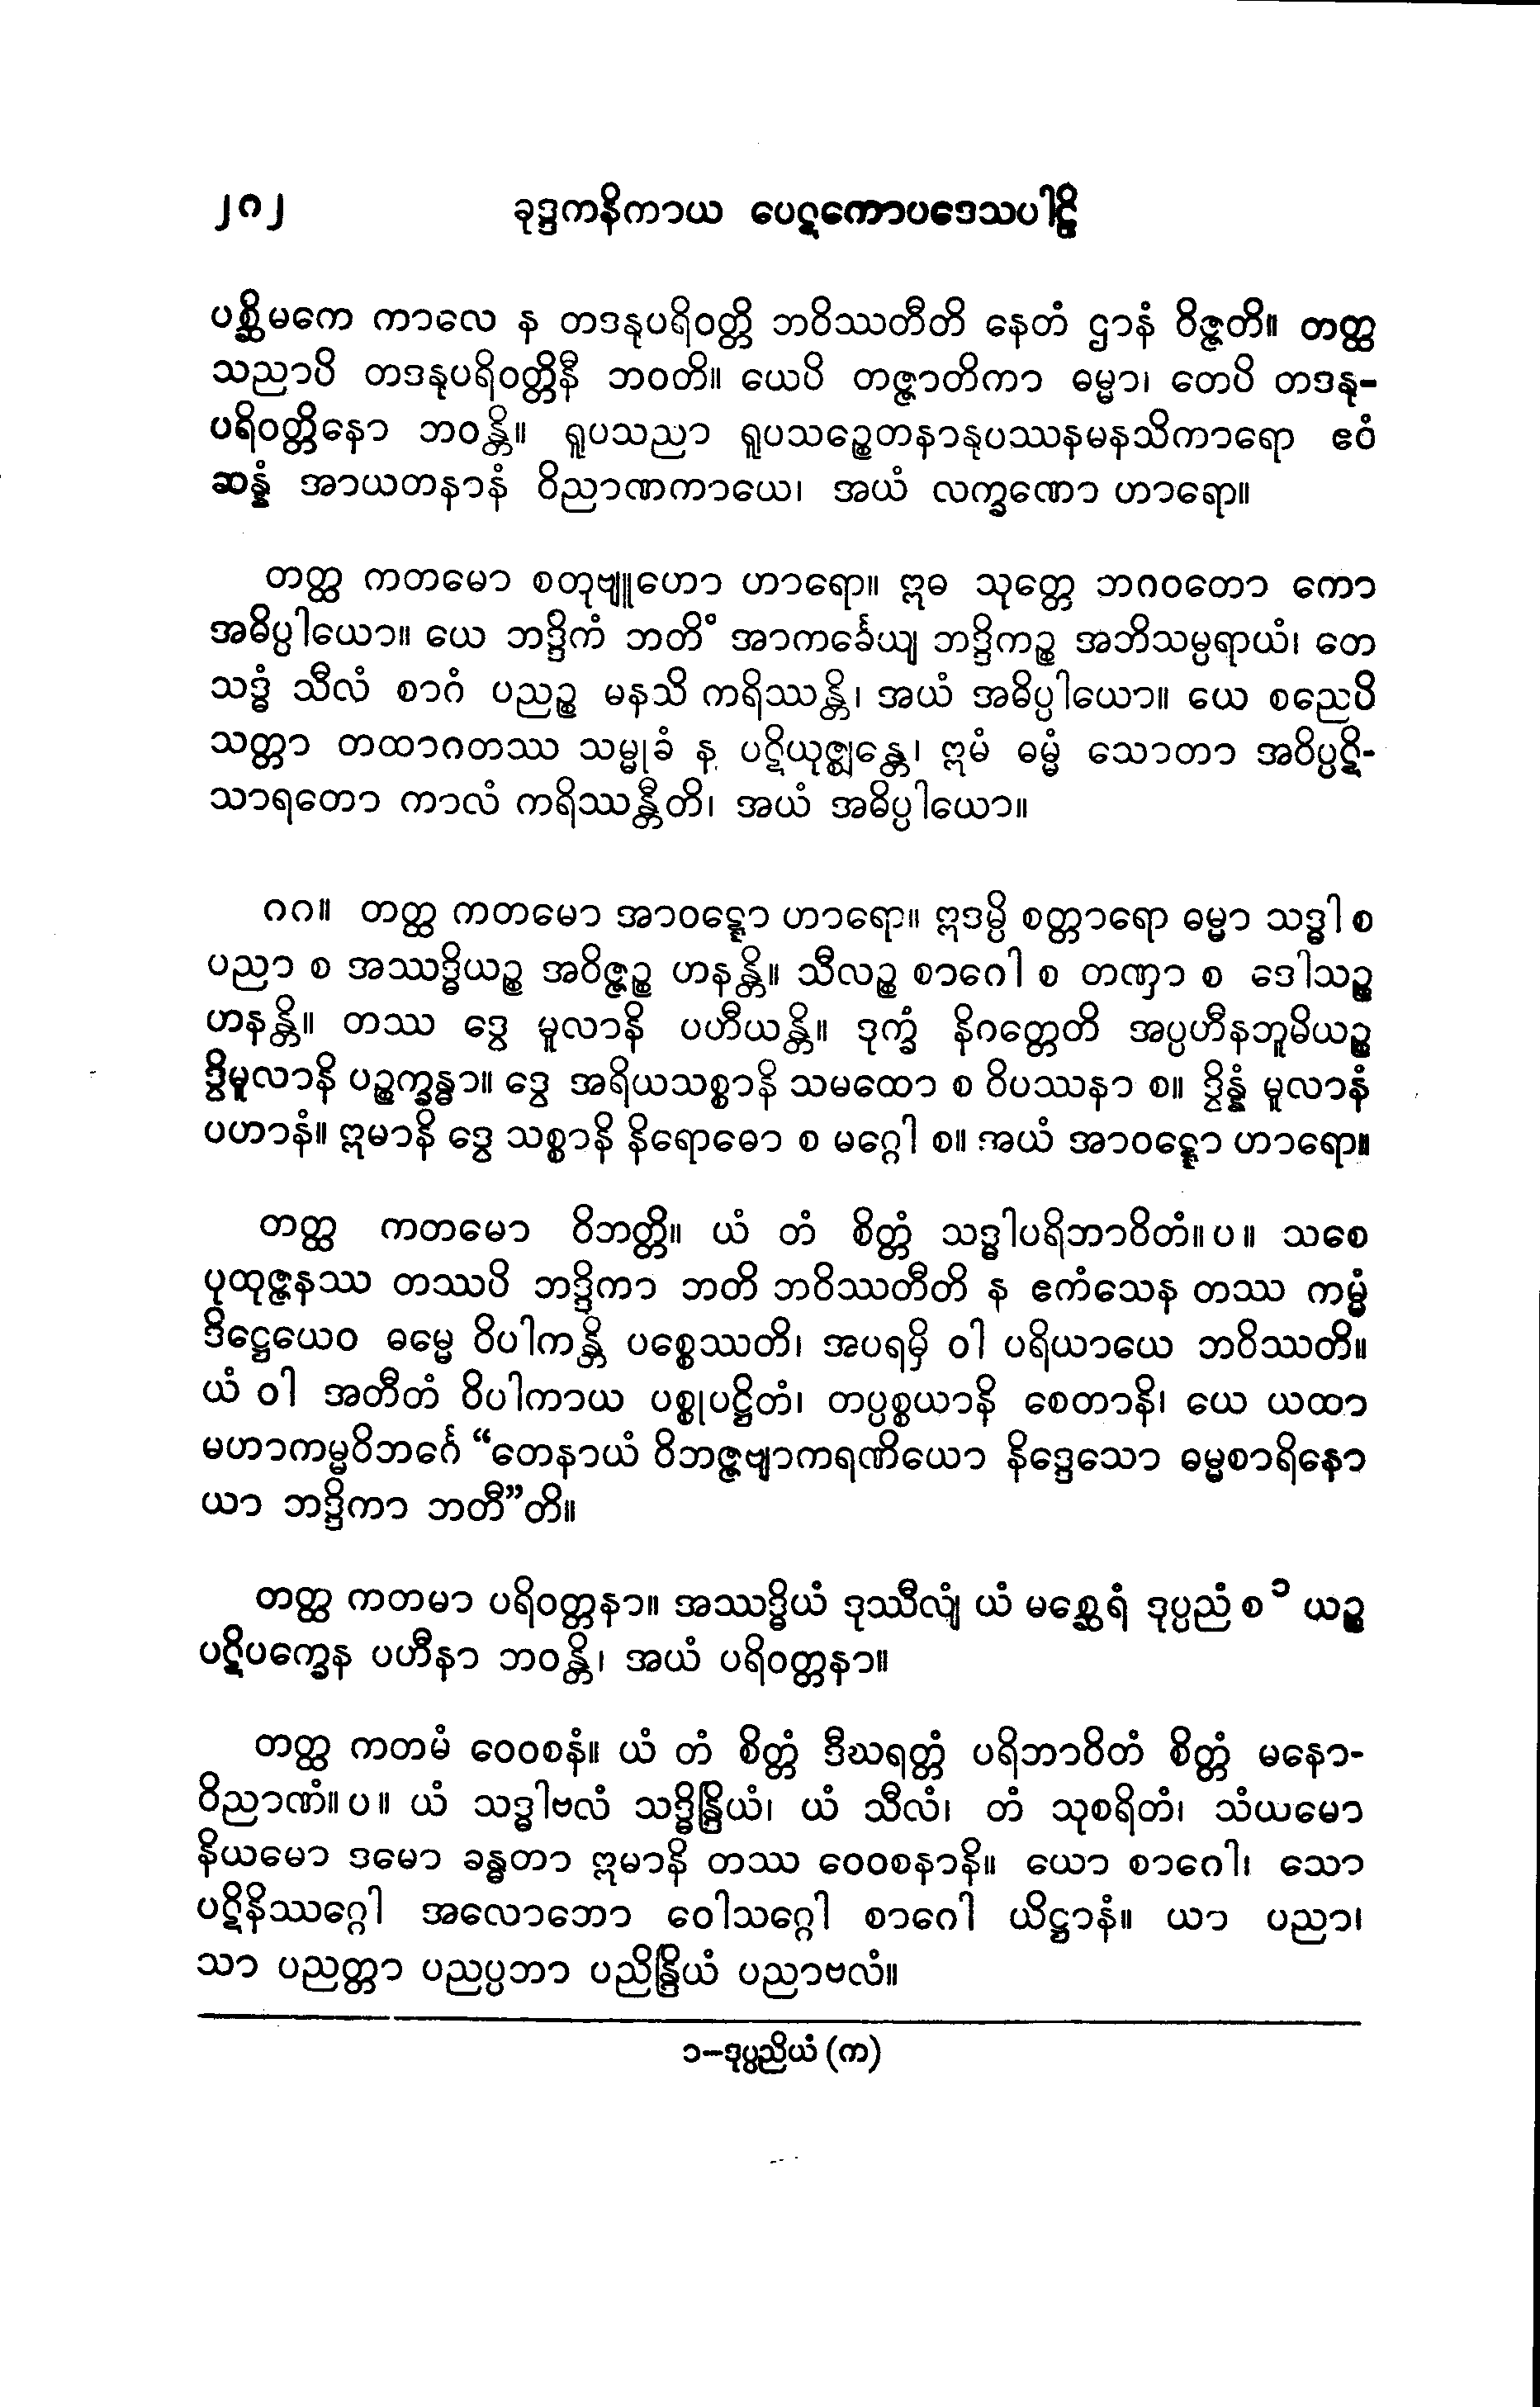 ၂၇၂ ခုဒ္ဒကနိကာယ ပေဋကောပဒေသပါဠိ
ပစ္ဆိမကေ ကာလေ န တဒနုပရိဝတ္တိ ဘဝိဿတီတိ နေတံ ဌာနံ ဝိဇ္ဇတိ။ တတ္ထ
သညာပိ တဒနုပရိဝတ္တိနီ ဘဝတိ။ ယေပိ တဇ္ဇာတိကာ ဓမ္မာ၊ တေပိ တဒနု-
ပရိဝတ္တိနော ဘဝန္တိ။ ရူပသညာ ရူပသဉ္စေတနာနုပဿနမနသိကာရော ဧဝံ
ဆန္နံ အာယတနာနံ ဝိညာဏကာယေ၊ အယံ လက္ခဏော ဟာရော။
တတ္ထ ကတမော စတုဗျူဟော ဟာရော။ ဣဓ သုတ္တေ ဘဂဝတော ကော
အဓိပ္ပါယော။ ယေ ဘဒ္ဒိကံ ဘတိံ အာကင်္ခေယျ ဘဒ္ဒိကဉ္စ အဘိသမ္ပရာယံ၊ တေ
သဒ္ဓံ သီလံ စာဂံ ပညဉ္စ မနသိ ကရိဿန္တိ၊ အယံ အဓိပ္ပါယော။ ယေ စညေပိ
သတ္တာ တထာဂတဿ သမ္မုခံ န ပဋိယုဇ္ဈန္တေ၊ ဣမံ ဓမ္မံ သောတာ အဝိပ္ပဋိ-
သာရတော ကာလံ ကရိဿန္တီတိ၊ အယံ အဓိပ္ပါယော။
၇၇။ တတ္ထ ကတမော အာဝဋ္ဋော ဟာရော။ ဣဒမ္ပိ စတ္တာရော ဓမ္မာ သဒ္ဓါ စ
ပညာ စ အဿဒ္ဓိယဉ္စ အဝိဇ္ဇဉ္စ ဟနန္တိ။ သီလဉ္စ စာဂေါ စ တဏှာ စ ဒေါသဉ္စ
ဟနန္တိ။ တဿ ဒွေ မူလာနိ ပဟီယန္တိ။ ဒုက္ခံ နိဂတ္တေတိ အပ္ပဟီနဘူမိယဉ္စ
ဒွိမူလာနိ ပဉ္စက္ခန္ဓာ။ ဒွေ အရိယသစ္စာနိ သမထော စ ဝိပဿနာ စ။ ဒွိန္နံ မူလာနံ
ပဟာနံ။ ဣမာနိ ဒွေ သစ္စာနိ နိရောဓော စ မဂ္ဂေါ စ။ အယံ အာဝဋ္ဋော ဟာရော။
တတ္ထ ကတမော ဝိဘတ္တိ။ ယံ တံ စိတ္တံ သဒ္ဓါပရိဘာဝိတံ။ ပ။ သစေ
ပုထုဇ္ဇနဿ တဿပိ ဘဒ္ဒိကာ ဘတိ ဘဝိဿတီတိ န ဧကံသေန တဿ ကမ္မံ
ဒိဋ္ဌေယေဝ ဓမ္မေ ဝိပါကန္တိ ပစ္စေဿတိ၊ အပရမှိ ဝါ ပရိယာယေ ဘဝိဿတိ။
ယံ ဝါ အတီတံ ဝိပါကာယ ပစ္စုပဋ္ဌိတံ၊ တပ္ပစ္စယာနိ စေတာနိ၊ ယေ ယထာ
မဟာကမ္မဝိဘင်္ဂေ “တေနာယံ ဝိဘဇ္ဇဗျာကရဏိယော နိဒ္ဒေသော ဓမ္မစာရိနော
ယာ ဘဒ္ဒိကာ ဘတီ”တိ။
တတ္ထ ကတမာ ပရိဝတ္တနာ။ အဿဒ္ဓိယံ ဒုဿီလျံ ယံ မစ္ဆေရံ ဒုပ္ပညံ စ ၁ ယဉ္စ
ပဋိပက္ခေန ပဟီနာ ဘဝန္တိ၊ အယံ ပရိဝတ္တနာ။
တတ္ထ ကတမံ ဝေဝစနံ။ ယံ တံ စိတ္တံ ဒီဃရတ္တံ ပရိဘာဝိတံ စိတ္တံ မနော-
ဝိညာဏံ။ ပ။ ယံ သဒ္ဓါဗလံ သဒ္ဓိန္ဒြိယံ၊ ယံ သီလံ၊ တံ သုစရိတံ၊ သံယမော
နိယမော ဒမော ခန္ဓတာ ဣမာနိ တဿ ဝေဝစနာနိ။ ယော စာဂေါ၊ သော
ပဋိနိဿဂ္ဂေါ အလောဘော ဝေါသဂ္ဂေါ စာဂေါ ယိဋ္ဌာနံ။ ယာ ပညာ၊
သာ ပညတ္တာ ပညပ္ပဘာ ပညိန္ဒြိယံ ပညာဗလံ။
၁-ဒုပ္ပညိယံ (က)